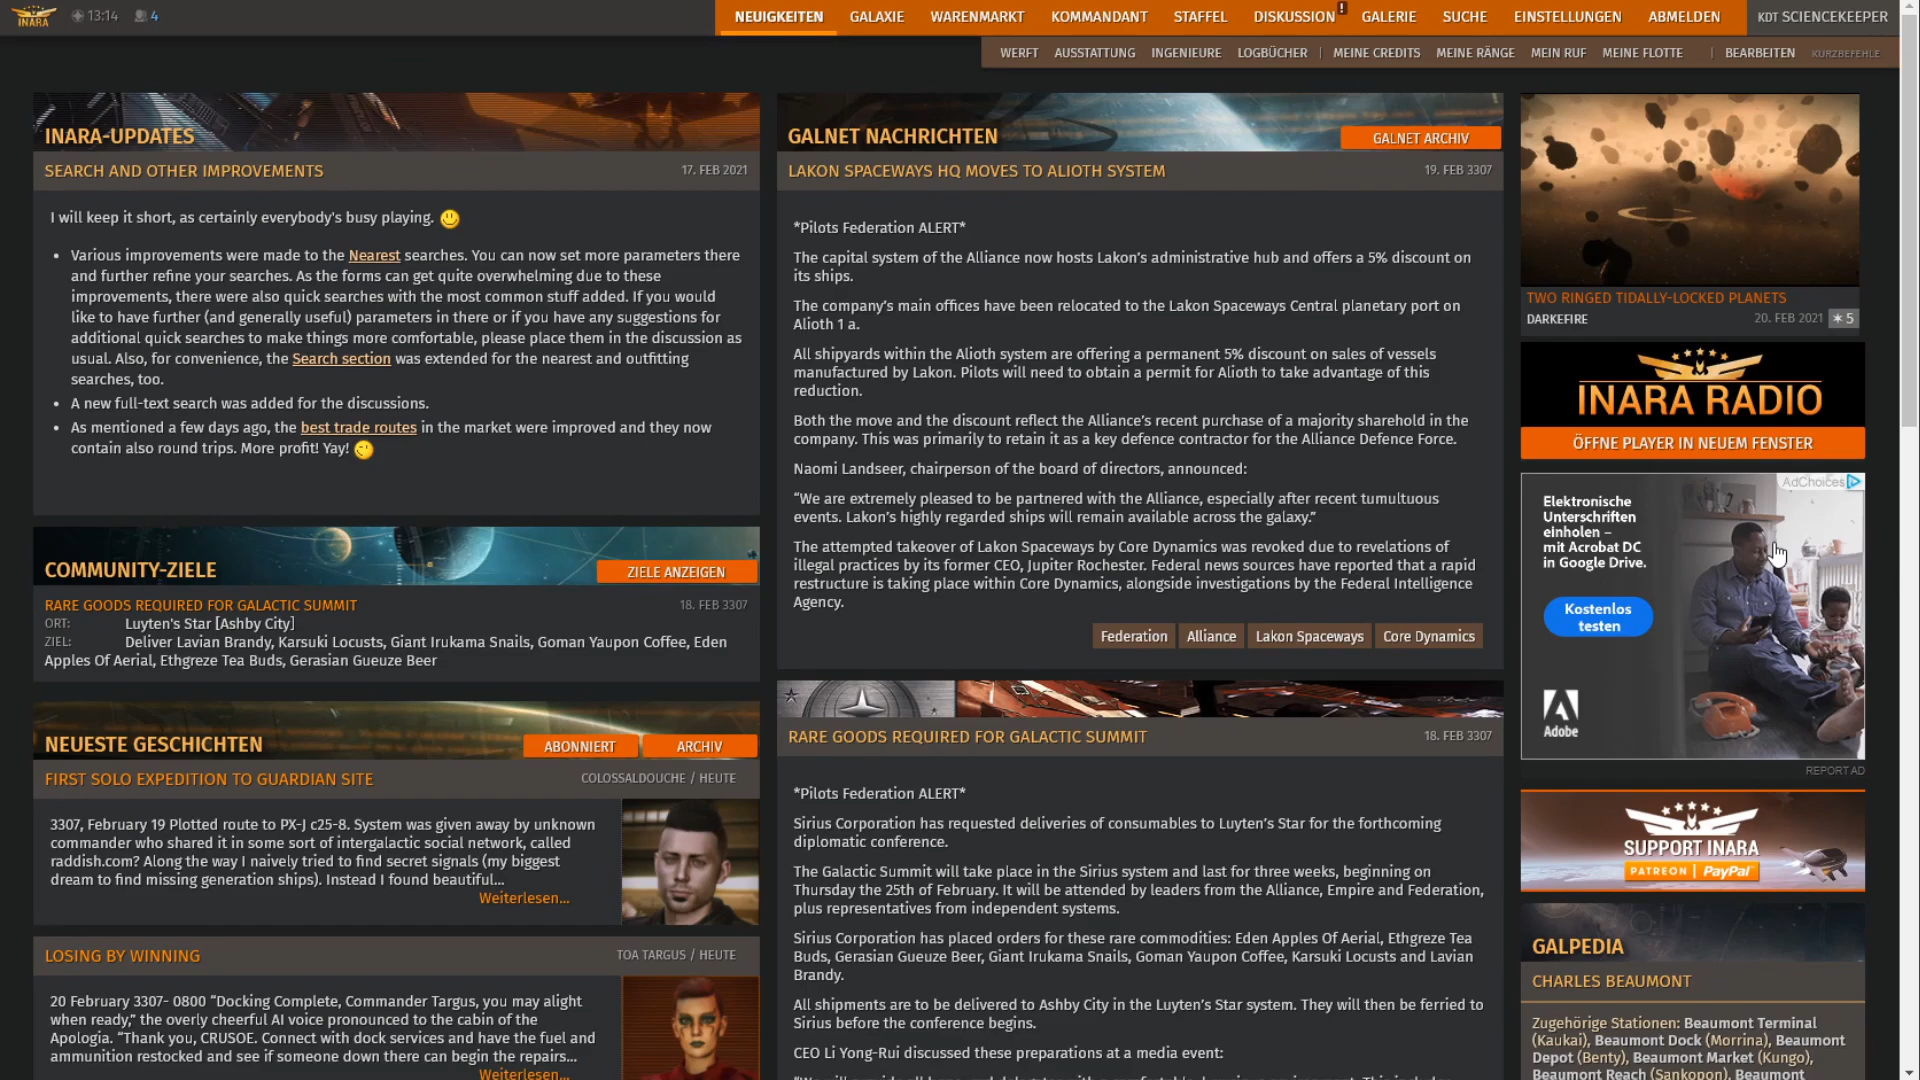 INARA
13:14
4
NEUIGKEITEN GALAXIE WARENMARKT KOMMANDANT STAFFEL DISKUSSION ! GALERIE SUCHE EINSTELLUNGEN ABMELDEN KDT SCIENCEKEEPER
WERFT AUSSTATTUNG INGENIEURE LOGBÜCHER | MEINE CREDITS MEINE RÄNGE MEIN RUF MEINE FLOTTE | BEARBEITEN KURZBEFEHLE
INARA-UPDATES
SEARCH AND OTHER IMPROVEMENTS 17. FEB 2021
I will keep it short, as certainly everybody's busy playing.
• Various improvements were made to the Nearest searches. You can now set more parameters there
and further refine your searches. As the forms can get quite overwhelming due to these
improvements, there were also quick searches with the most common stuff added. If you would
like to have further (and generally useful) parameters in there or if you have any suggestions for
additional quick searches to make things more comfortable, please place them in the discussion as
usual. Also, for convenience, the Search section was extended for the nearest and outfitting
searches, too.
• A new full-text search was added for the discussions.
• As mentioned a few days ago, the best trade routes in the market were improved and they now
contain also round trips. More profit! Yay!
COMMUNITY-ZIELE
ZIELE ANZEIGEN
RARE GOODS REQUIRED FOR GALACTIC SUMMIT 18. FEB 3307
ORT: Luyten's Star [Ashby City]
ZIEL: Deliver Lavian Brandy, Karsuki Locusts, Giant Irukama Snails, Goman Yaupon Coffee, Eden
Apples Of Aerial, Ethgreze Tea Buds, Gerasian Gueuze Beer
NEUESTE GESCHICHTEN
ABONNIERT ARCHIV
FIRST SOLO EXPEDITION TO GUARDIAN SITE COLOSSALDOUCHE / HEUTE
3307, February 19 Plotted route to PX-J c25-8. System was given away by unknown
commander who shared it in some sort of intergalactic social network, called
raddish.com? Along the way I naively tried to find secret signals (my biggest
dream to find missing generation ships). Instead I found beautiful...
Weiterlesen...
LOSING BY WINNING TOA TARGUS / HEUTE
20 February 3307- 0800 “Docking Complete, Commander Targus, you may alight
when ready,” the overly cheerful AI voice pronounced to the cabin of the
Apologia. “Thank you, CRUSOE. Connect with dock services and have the fuel and
ammunition restocked and see if someone down there can begin the repairs...
Weiterlesen...
GALNET NACHRICHTEN
GALNET ARCHIV
LAKON SPACEWAYS HQ MOVES TO ALIOTH SYSTEM 19. FEB 3307
*Pilots Federation ALERT*
The capital system of the Alliance now hosts Lakon’s administrative hub and offers a 5% discount on
its ships.
The company’s main offices have been relocated to the Lakon Spaceways Central planetary port on
Alioth 1 a.
All shipyards within the Alioth system are offering a permanent 5% discount on sales of vessels
manufactured by Lakon. Pilots will need to obtain a permit for Alioth to take advantage of this
reduction.
Both the move and the discount reflect the Alliance’s recent purchase of a majority sharehold in the
company. This was primarily to retain it as a key defence contractor for the Alliance Defence Force.
Naomi Landseer, chairperson of the board of directors, announced:
“We are extremely pleased to be partnered with the Alliance, especially after recent tumultuous
events. Lakon’s highly regarded ships will remain available across the galaxy.”
The attempted takeover of Lakon Spaceways by Core Dynamics was revoked due to revelations of
illegal practices by its former CEO, Jupiter Rochester. Federal news sources have reported that a rapid
restructure is taking place within Core Dynamics, alongside investigations by the Federal Intelligence
Agency.
Federation Alliance Lakon Spaceways Core Dynamics
RARE GOODS REQUIRED FOR GALACTIC SUMMIT 18. FEB 3307
*Pilots Federation ALERT*
Sirius Corporation has requested deliveries of consumables to Luyten’s Star for the forthcoming
diplomatic conference.
The Galactic Summit will take place in the Sirius system and last for three weeks, beginning on
Thursday the 25th of February. It will be attended by leaders from the Alliance, Empire and Federation,
plus representatives from independent systems.
Sirius Corporation has placed orders for these rare commodities: Eden Apples Of Aerial, Ethgreze Tea
Buds, Gerasian Gueuze Beer, Giant Irukama Snails, Goman Yaupon Coffee, Karsuki Locusts and Lavian
Brandy.
All shipments are to be delivered to Ashby City in the Luyten’s Star system. They will then be ferried to
Sirius before the conference begins.
CEO Li Yong-Rui discussed these preparations at a media event:
TWO RINGED TIDALLY-LOCKED PLANETS
DARKEFIRE 20. FEB 2021 ✶ 5
INARA RADIO
ÖFFNE PLAYER IN NEUEM FENSTER
AdChoices
Elektronische
Unterschriften
einholen –
mit Acrobat DC
in Google Drive.
Kostenlos
testen
Adobe
REPORT AD
SUPPORT INARA
PATREON | PayPal
GALPEDIA
CHARLES BEAUMONT
Zugehörige Stationen: Beaumont Terminal
(Kaukai), Beaumont Dock (Morrina), Beaumont
Depot (Benty), Beaumont Market (Kungo),
Beaumont Reach (Sankopon), Beaumont